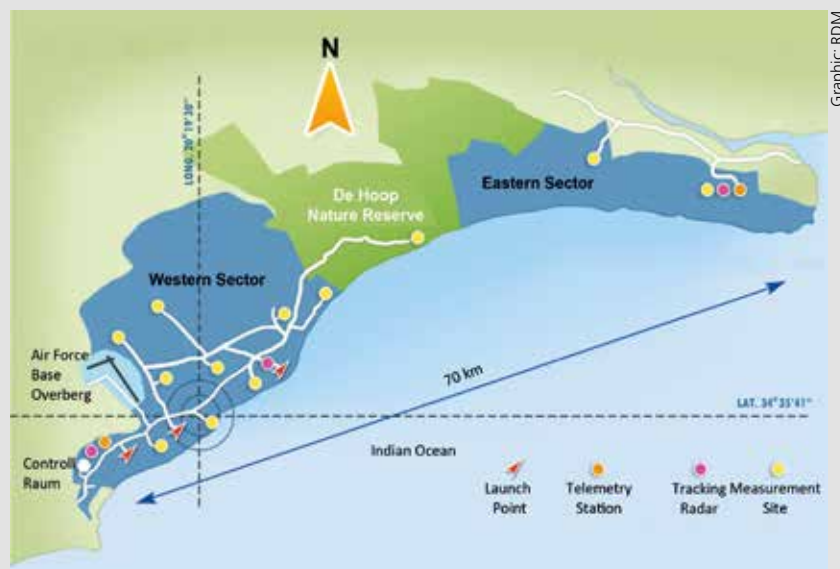 Graphic: RDM
N
LONG. 20°19'30"
De Hoop
Nature Reserve
Eastern Sector
Western Sector
Air Force
Base
Overberg
70 km
LAT. 34°35'41"
Indian Ocean
Controll
Raum
Launch
Point
Telemetry
Station
Tracking
Radar
Measurement
Site